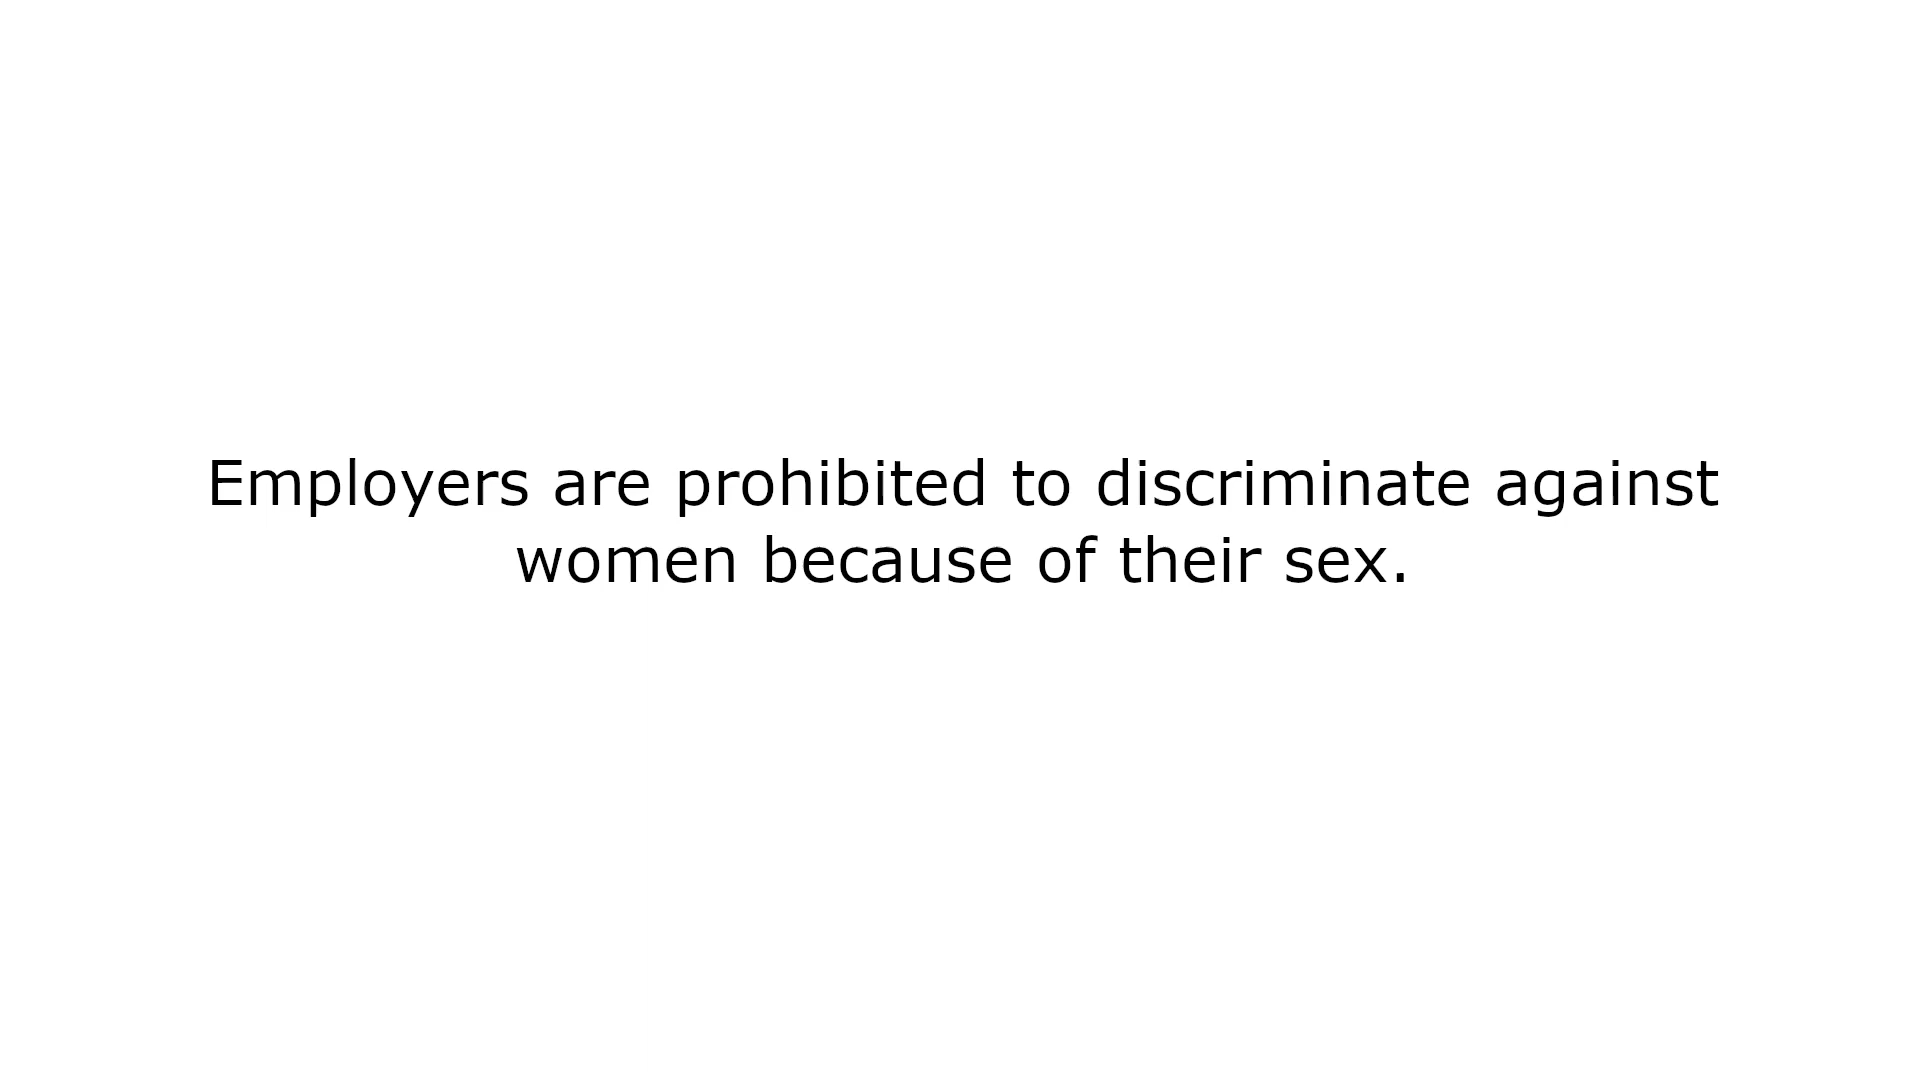 Employers are prohibited to discriminate against
women because of their sex.